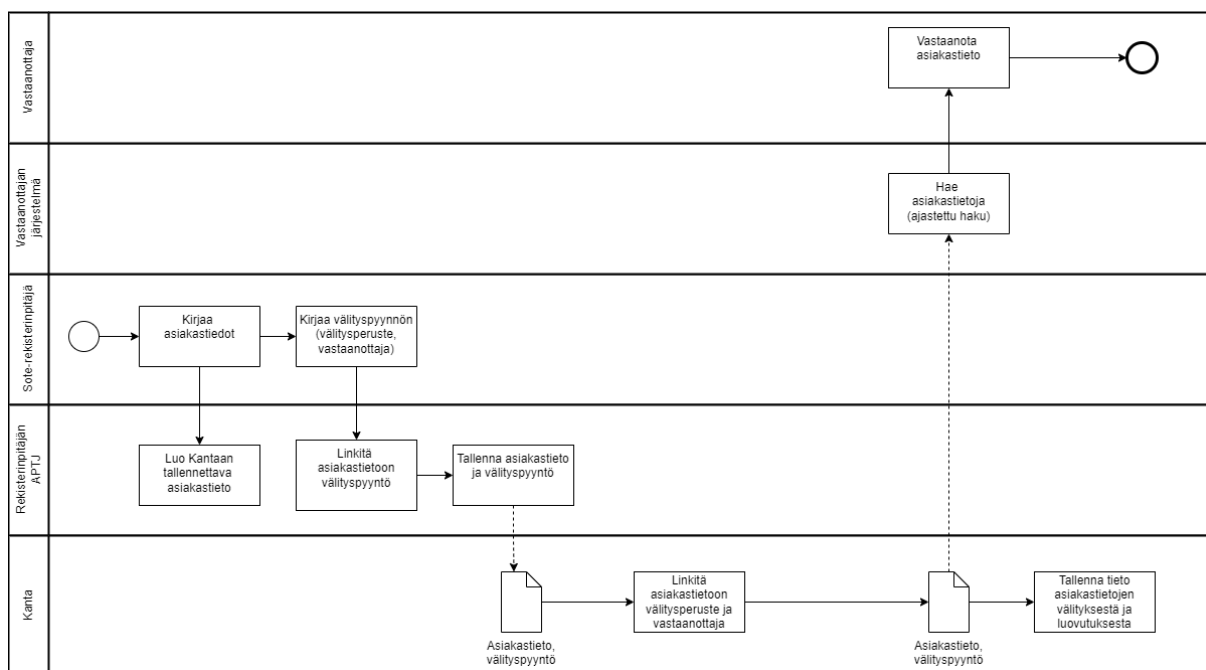 Vastaanottaja
Vastaanota
asiakastieto
Vastaanottajan
järjestelmä
Hae
asiakastietoja
(ajastettu haku)
Sote-rekisterinpitäjä
Kirjaa
asiakastiedot
Kirjaa välityspyynnön
(välitysperuste,
vastaanottaja)
Rekisterinpitäjän
APTJ
Luo Kantaan
tallennettava
asiakastieto
Linkitä
asiakastietoon
välityspyyntö
Tallenna asiakastieto
ja välityspyyntö
Kanta
Asiakastieto,
välityspyyntö
Linkitä
asiakastietoon
välitysperuste ja
vastaanottaja
Asiakastieto,
välityspyyntö
Tallenna tieto
asiakastietojen
välityksestä ja
luovutuksesta